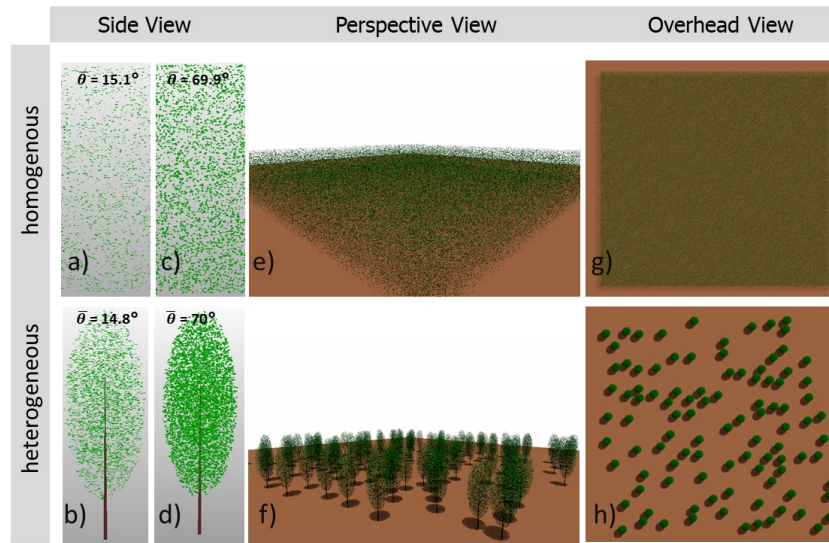 Side View
Perspective View
Overhead View
homogenous
θ̅ = 15.1°
θ̅ = 69.9°
a)
c)
e)
g)
heterogeneous
θ̅ = 14.8°
θ̅ = 70°
b)
d)
f)
h)